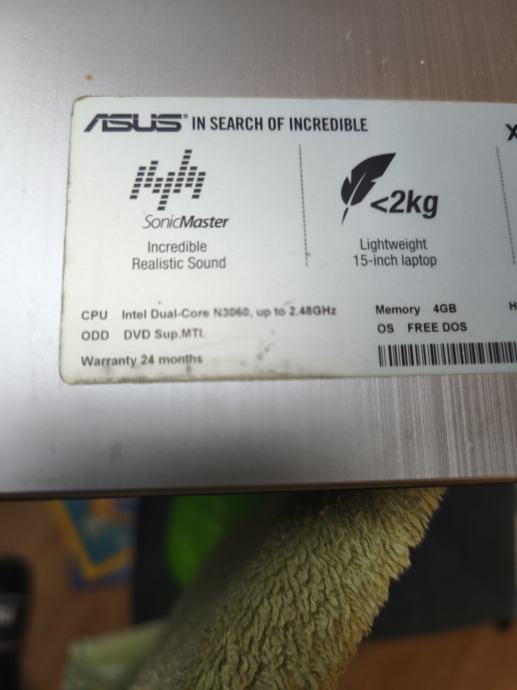 ASUS IN SEARCH OF INCREDIBLE
X
SonicMaster
Incredible
Realistic Sound
<2kg
Lightweight
15-inch laptop
CPU Intel Dual-Core N3060, up to 2.48GHz
ODD DVD Sup.MTI.
Warranty 24 months
Memory 4GB
OS FREE DOS
H